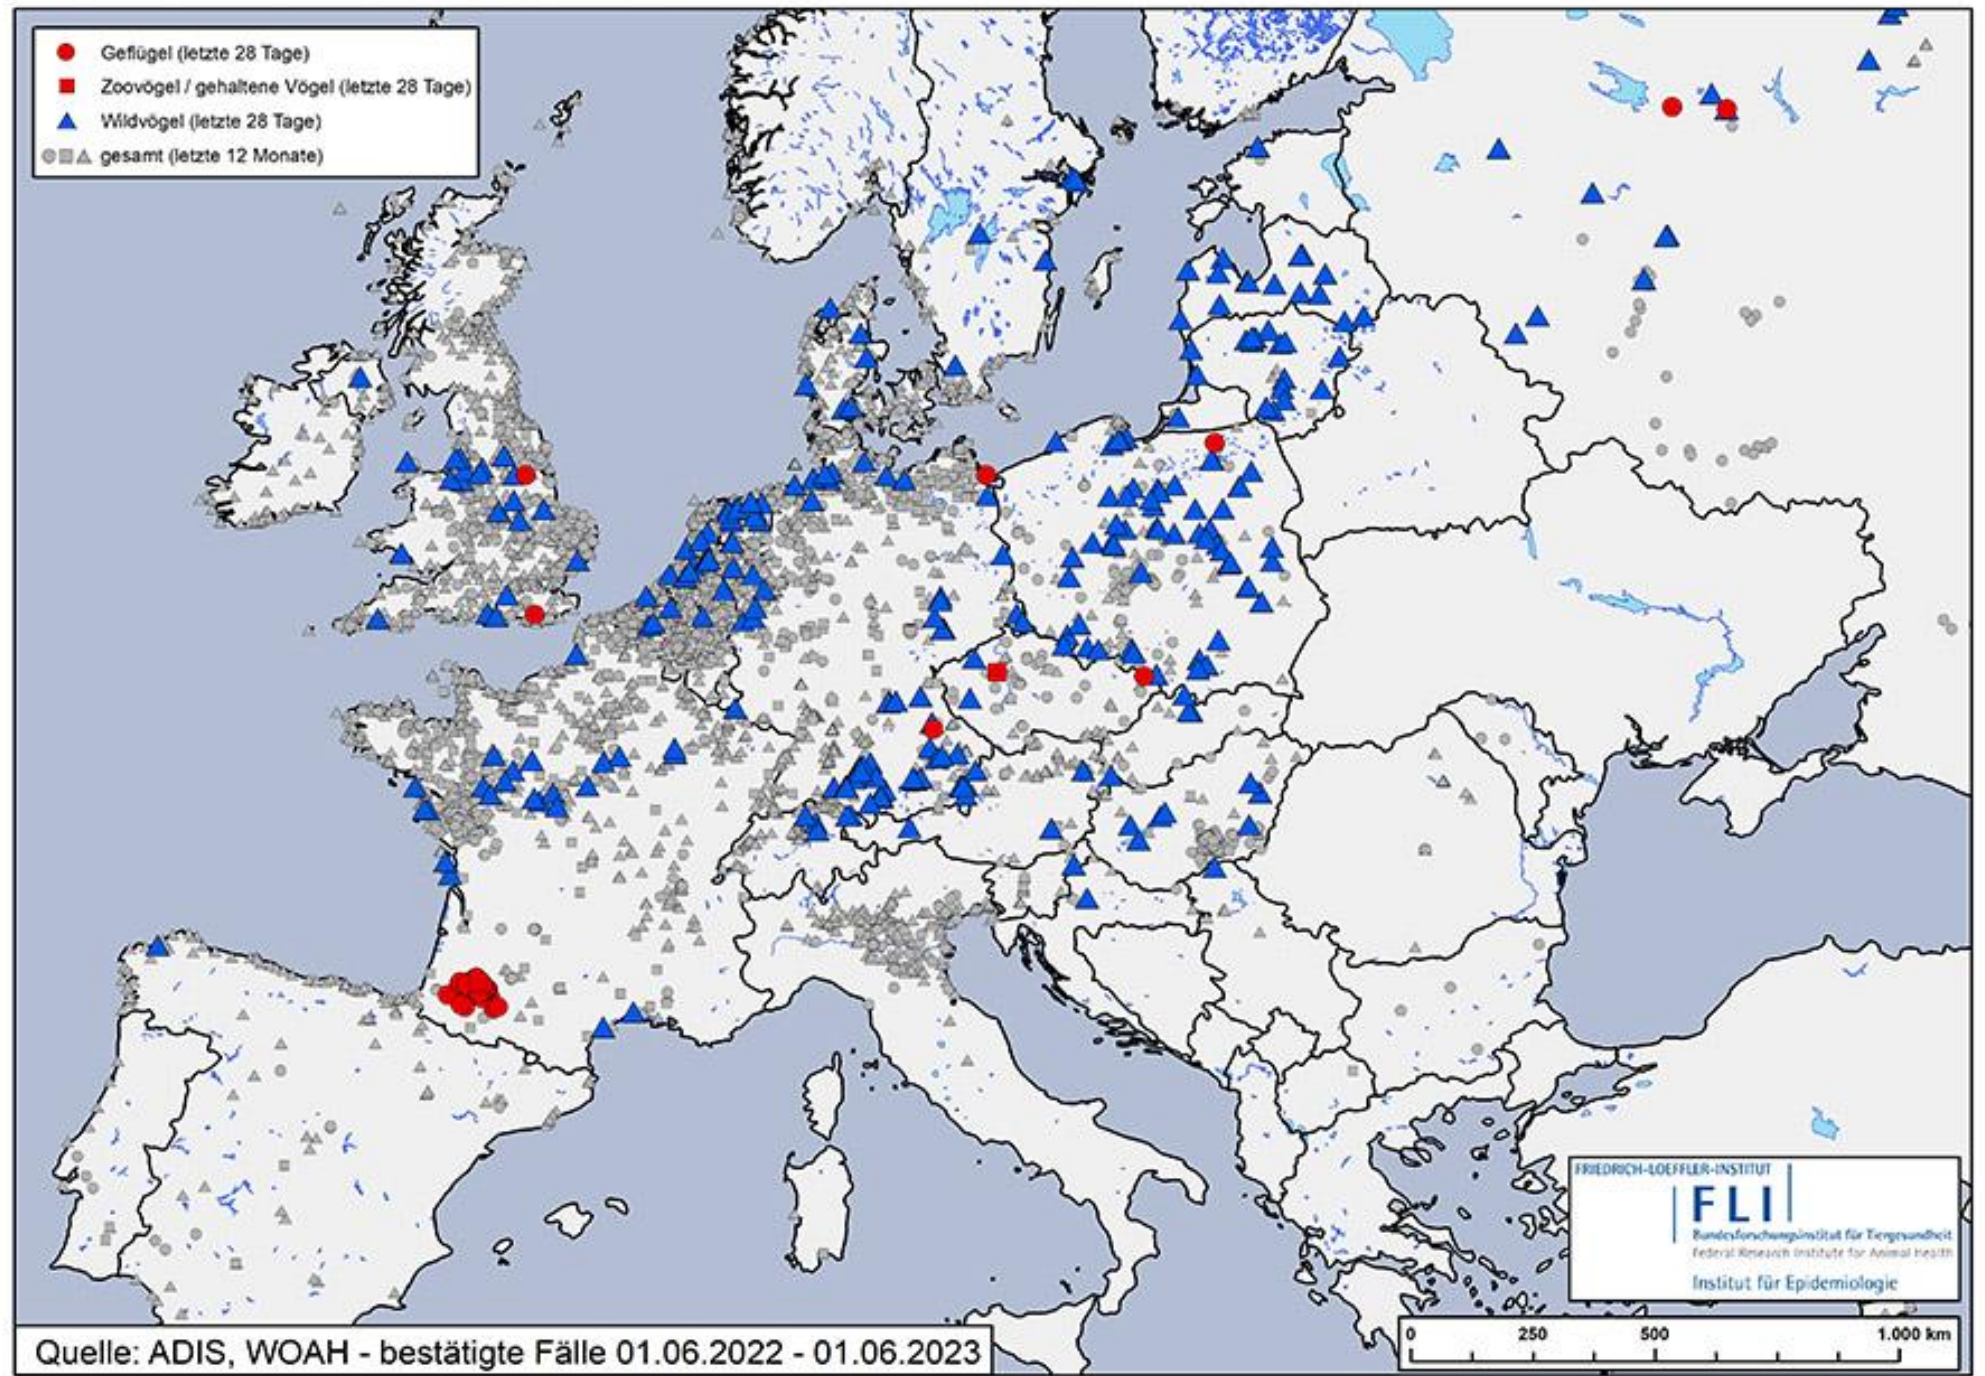 Geflügel (letzte 28 Tage)
Zoovögel / gehaltene Vögel (letzte 28 Tage)
Wildvögel (letzte 28 Tage)
gesamt (letzte 12 Monate)
FRIEDRICH-LOEFFLER-INSTITUT
FLI
Bundesforschungsinstitut für Tiergesundheit
Federal Research Institute for Animal Health
Institut für Epidemiologie
0 250 500 1.000 km
Quelle: ADIS, WOAH - bestätigte Fälle 01.06.2022 - 01.06.2023